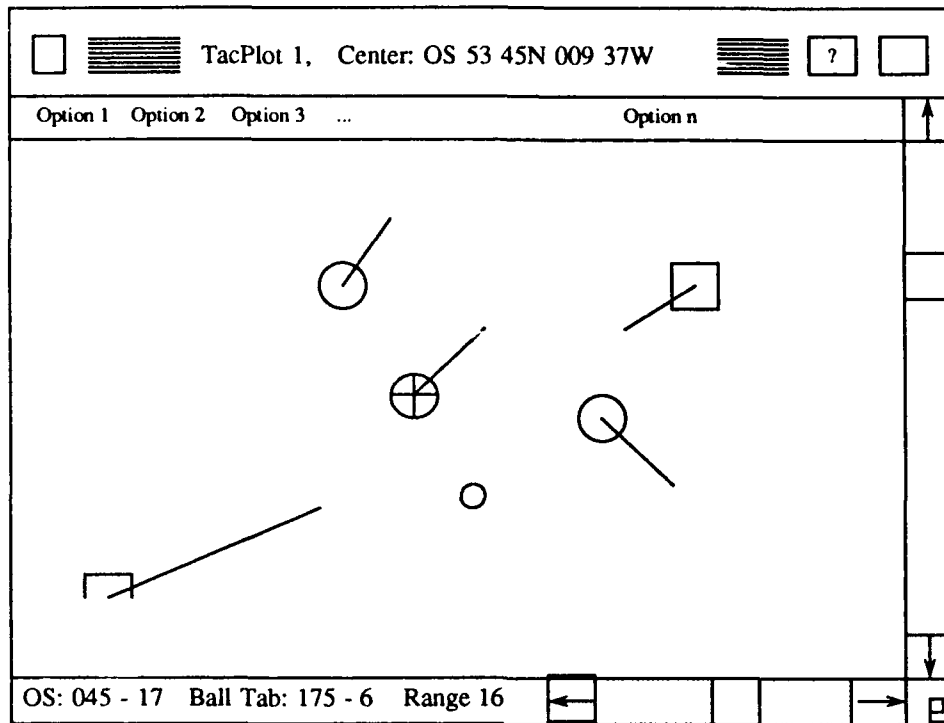 TacPlot 1, Center: OS 53 45N 009 37W ?
Option 1 Option 2 Option 3 ... Option n
OS: 045 - 17 Ball Tab: 175 - 6 Range 16